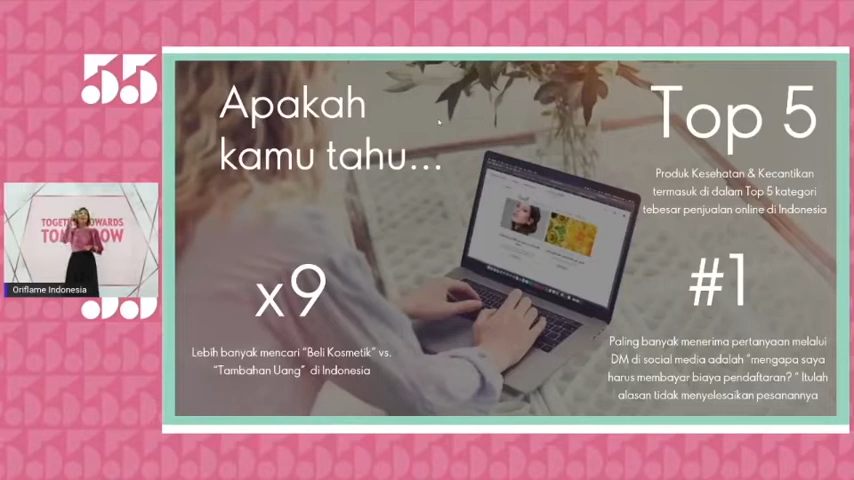 55
Apakah
kamu tahu...
Top 5
Produk Kesehatan & Kecantikan
termasuk di dalam Top 5 kategori
tebesar penjualan online di Indonesia
TOGETHER TOWARDS
TOMORROW
Oriflame Indonesia
x9
Lebih banyak mencari “Beli Kosmetik” vs.
“Tambahan Uang” di Indonesia
#1
Paling banyak menerima pertanyaan melalui
DM di social media adalah “mengapa saya
harus membayar biaya pendaftaran? ” Itulah
alasan tidak menyelesaikan pesanannya